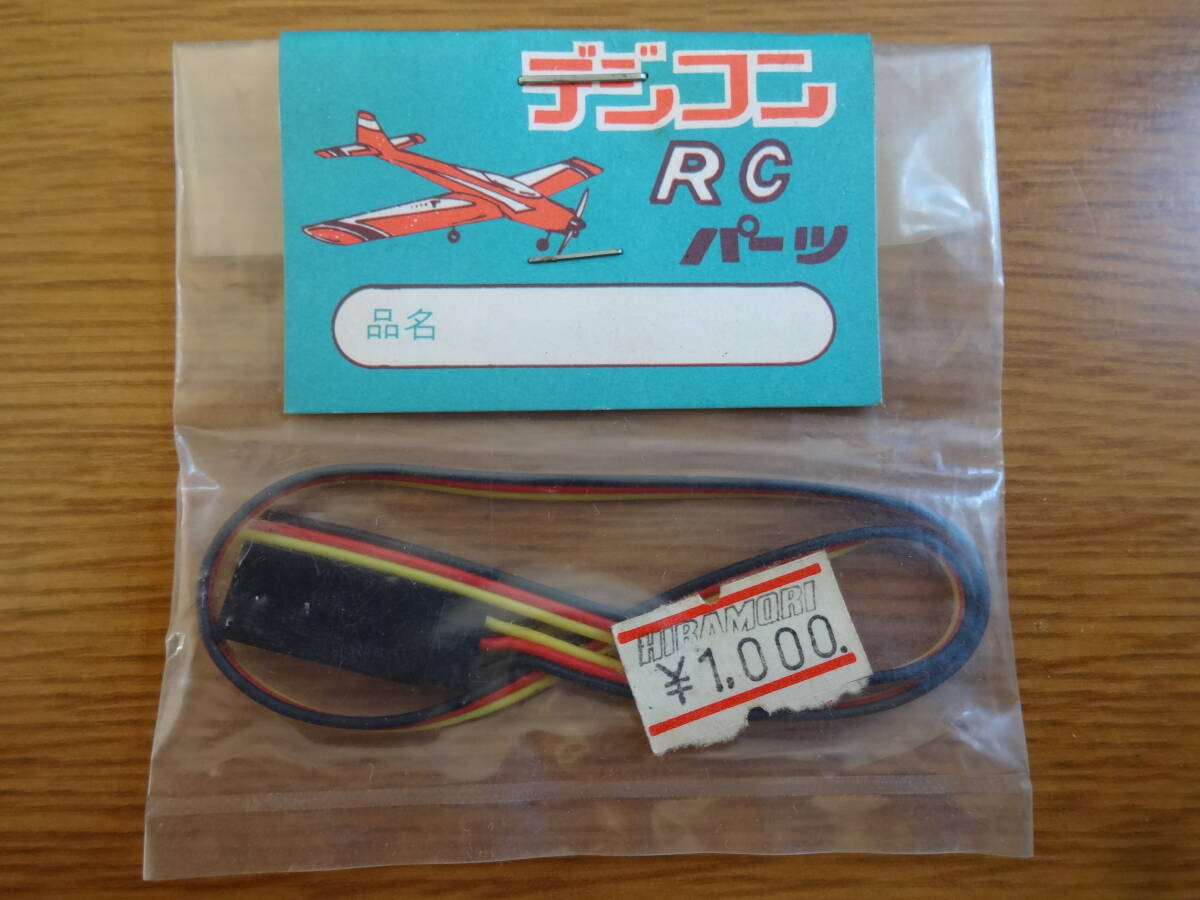 デジコン
RC
パーツ
品名
HIRAMORI
¥1,000.